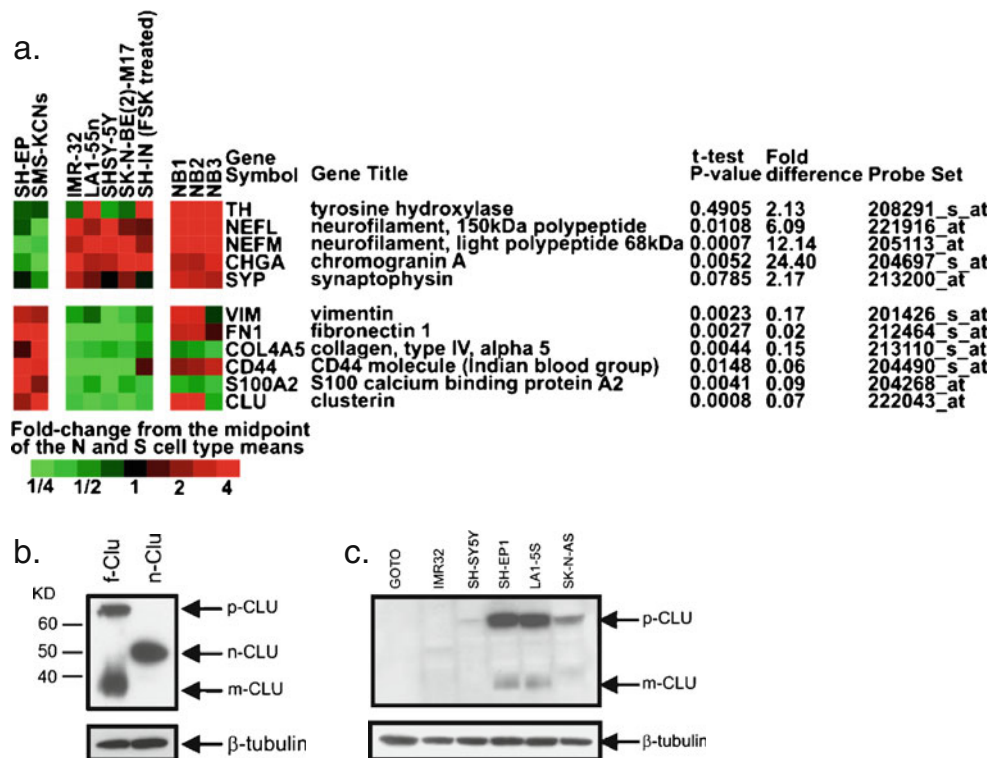 a.
SH-EP
SMS-KCNs
IMR-32
LA1-55n
SHSY-5Y
SK-N-BE(2)-M17
SH-IN (FSK treated)
NB1
NB2
NB3
Gene Symbol Gene Title t-test P-value Fold difference Probe Set
TH tyrosine hydroxylase 0.4905 2.13 208291_s_at
NEFL neurofilament, 150kDa polypeptide 0.0108 6.09 221916_at
NEFM neurofilament, light polypeptide 68kDa 0.0007 12.14 205113_at
CHGA chromogranin A 0.0052 24.40 204697_s_at
SYP synaptophysin 0.0785 2.17 213200_at
VIM vimentin 0.0023 0.17 201426_s_at
FN1 fibronectin 1 0.0027 0.02 212464_s_at
COL4A5 collagen, type IV, alpha 5 0.0044 0.15 213110_s_at
CD44 CD44 molecule (Indian blood group) 0.0148 0.06 204490_s_at
S100A2 S100 calcium binding protein A2 0.0041 0.09 204268_at
CLU clusterin 0.0008 0.07 222043_at
Fold-change from the midpoint
of the N and S cell type means
1/4 1/2 1 2 4
b.
f-Clu
n-Clu
KD
60
50
40
p-CLU
n-CLU
m-CLU
β-tubulin
c.
GOTO
IMR32
SH-SY5Y
SH-EP1
LA1-5S
SK-N-AS
p-CLU
m-CLU
β-tubulin